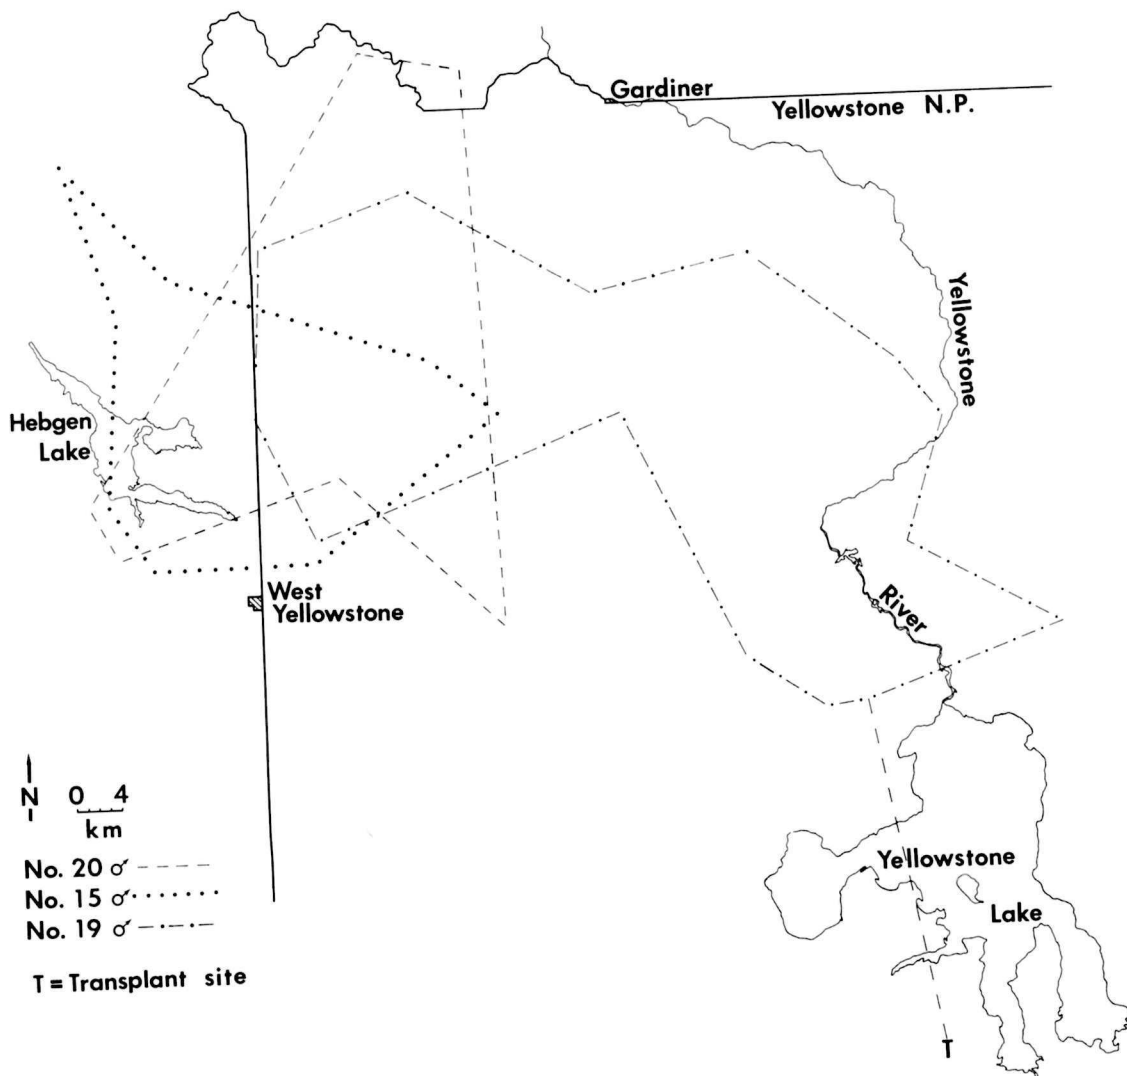 Gardiner
Yellowstone N.P.
Yellowstone
River
Hebgen
Lake
West
Yellowstone
N
0 4
km
No. 20 ♂
No. 15 ♂
No. 19 ♂
T = Transplant site
Yellowstone
Lake
T